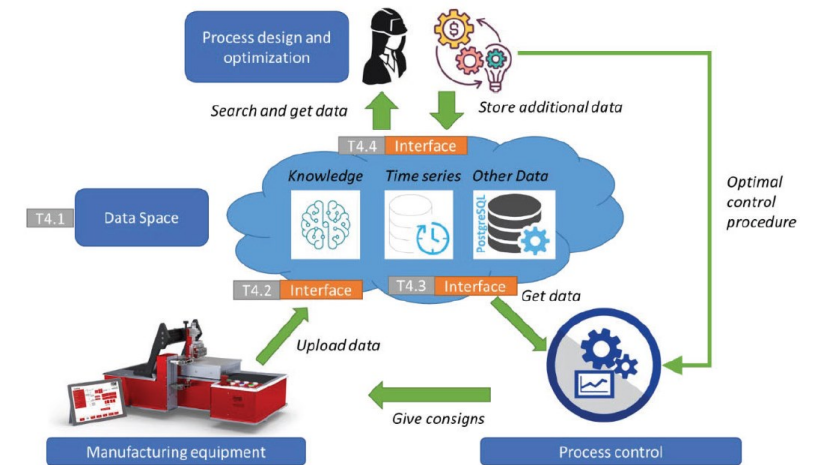 Process design and
optimization
Search and get data
Store additional data
T4.4 Interface
Knowledge Time series Other Data
PostgreSQL
Optimal
control
procedure
T4.1 Data Space
T4.2 Interface
T4.3 Interface
Get data
Upload data
Give consigns
Manufacturing equipment
Process control